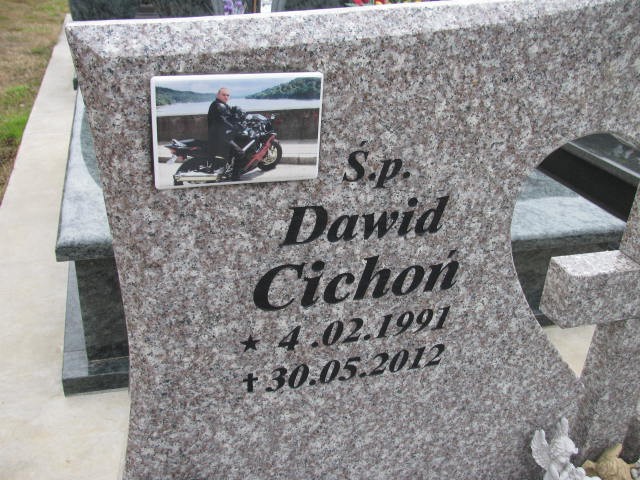 Ś.p.
Dawid
Cichoń
★ 4.02.1991
✝ 30.05.2012